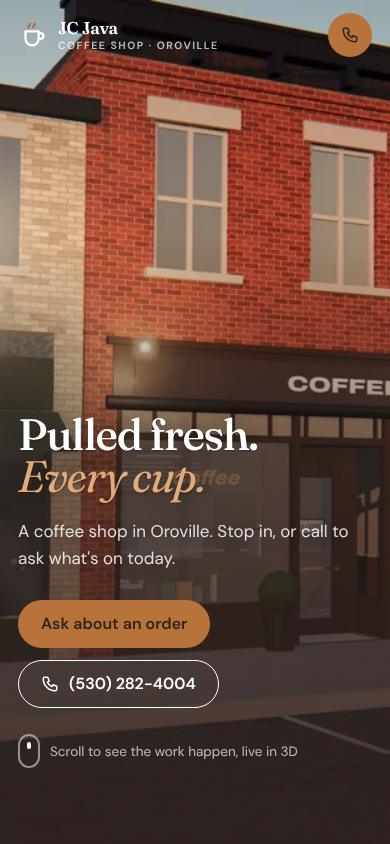 JC Java
COFFEE SHOP · OROVILLE
COFFEE
Pulled fresh.
Every cup.
A coffee shop in Oroville. Stop in, or call to
ask what's on today.
Ask about an order
(530) 282-4004
Scroll to see the work happen, live in 3D